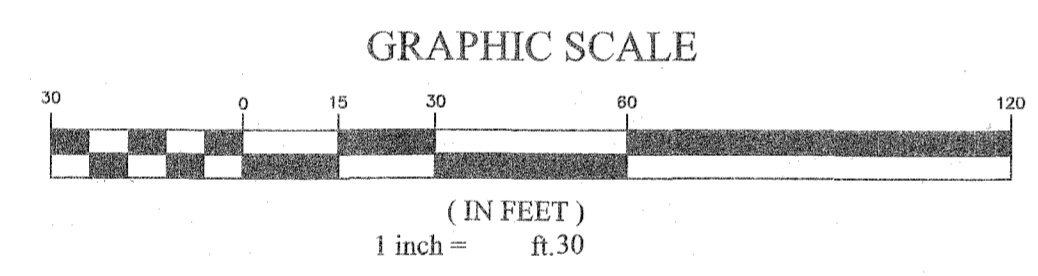 GRAPHIC SCALE
30 0 15 30 60 120
( IN FEET )
1 inch = ft.30